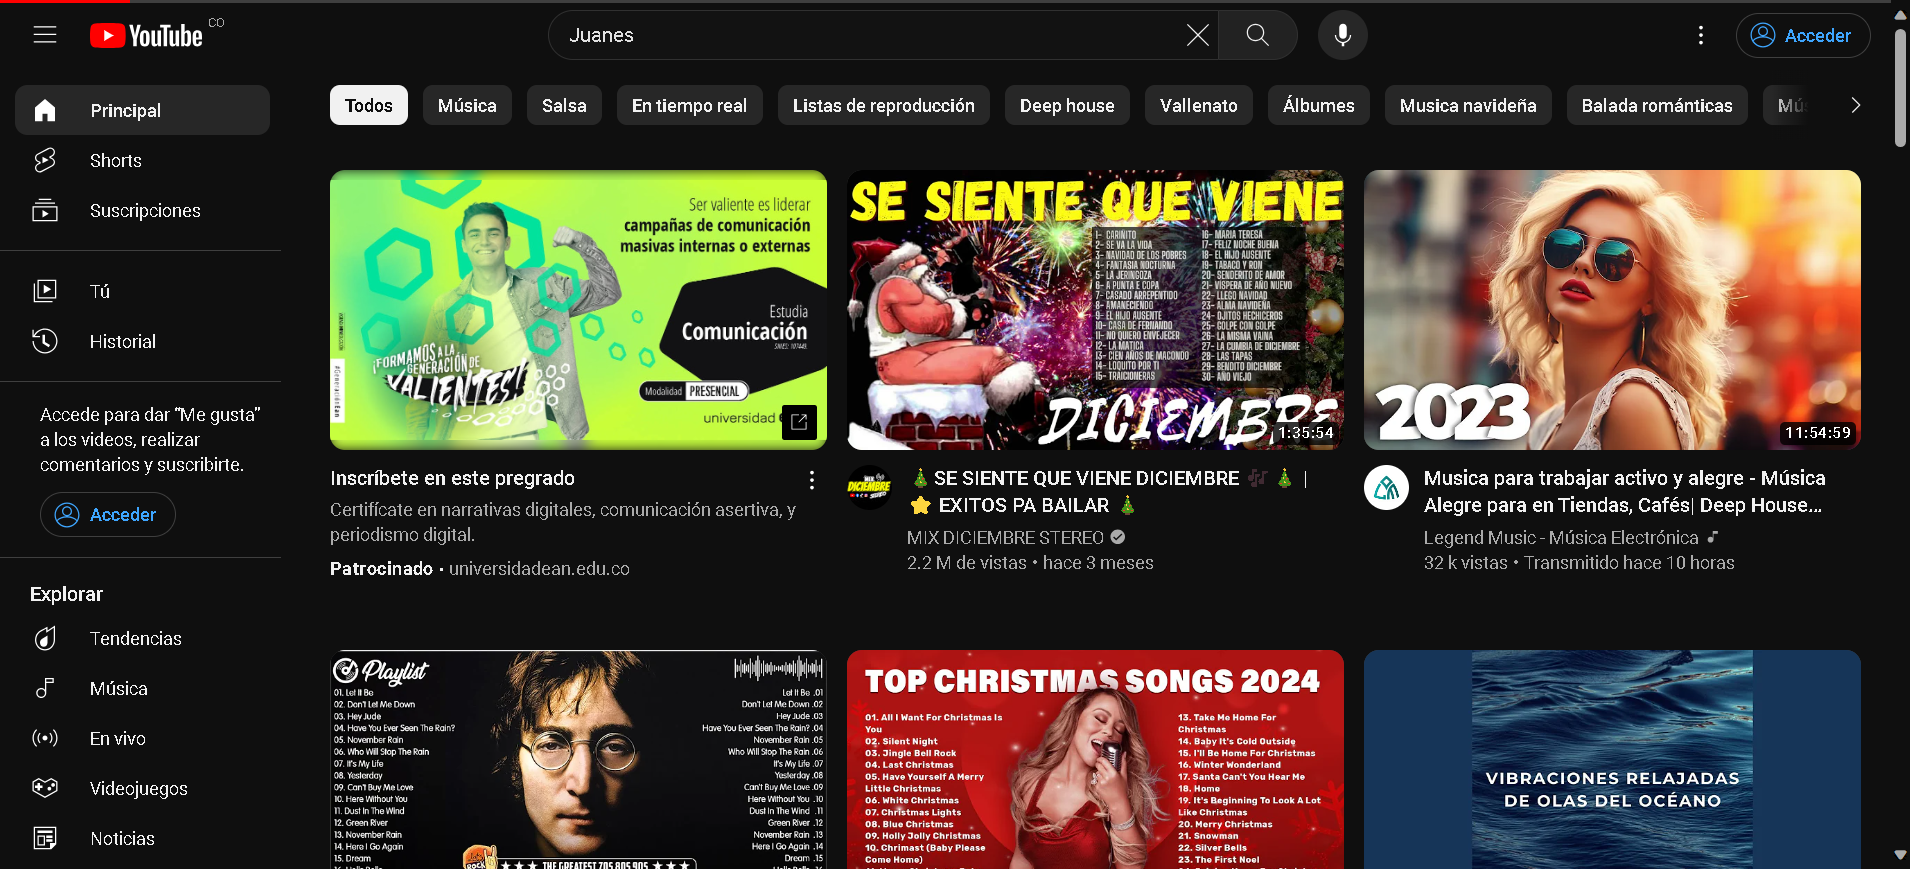 YouTube CO
Juanes
Acceder
Principal
Shorts
Suscripciones
Tú
Historial
Accede para dar “Me gusta”
a los videos, realizar
comentarios y suscribirte.
Acceder
Explorar
Tendencias
Música
En vivo
Videojuegos
Noticias
Todos
Música
Salsa
En tiempo real
Listas de reproducción
Deep house
Vallenato
Álbumes
Musica navideña
Balada románticas
Ser valiente es liderar
campañas de comunicación
masivas internas o externas
Estudia
Comunicación
¡FORMAMOS A LA
GENERACIÓN DE
VALIENTES!
Modalidad PRESENCIAL
universidad
Inscríbete en este pregrado
Certifícate en narrativas digitales, comunicación asertiva, y
periodismo digital.
Patrocinado · universidadean.edu.co
SE SIENTE QUE VIENE
1- CARIÑITO
2- SE VA LA VIDA
3- NAVIDAD DE LOS POBRES
4- FANTASIA NOCTURNA
5- LA JERINGOZA
6- A PUNTA E COPA
7- CASADO ARREPENTIDO
8- AMANECIENDO
9- EL HIJO AUSENTE
10- CASA DE FERNANDO
11- NO QUIERO ENVEJECER
12- LA MATICA
13- CIEN AÑOS DE MACONDO
14- LOQUITO POR TI
15- TRAICIONERAS
16- MARIA TERESA
17- FELIZ NOCHE BUENA
18- EL HIJO AUSENTE
19- TABACO Y RON
20- SENDERITO DE AMOR
21- VISPERA DE AÑO NUEVO
22- LLEGO NAVIDAD
23- ALMA NAVIDEÑA
24- OJITOS HECHICEROS
25- GOLPE CON GOLPE
26- LA MISMA VAINA
27- LA CUMBIA DE DICIEMBRE
28- LAS TAPAS
29- BENDITO DICIEMBRE
30- AÑO VIEJO
DICIEMBRE
1:35:54
MIX
DICIEMBRE
STEREO
🎄 SE SIENTE QUE VIENE DICIEMBRE 🎶 🎄 |
⭐ EXITOS PA BAILAR 🎄
MIX DICIEMBRE STEREO
2.2 M de vistas • hace 3 meses
2023
11:54:59
Musica para trabajar activo y alegre - Música
Alegre para en Tiendas, Cafés| Deep House...
Legend Music - Música Electrónica
32 k vistas • Transmitido hace 10 horas
Playlist
01. Let It Be
02. Don't Let Me Down
03. Hey Jude
04. Have You Ever Seen The Rain?
05. November Rain
06. Who Will Stop The Rain
07. It's My Life
08. Yesterday
09. Can't Buy Me Love
10. Here Without You
11. Dust In The Wind
12. Green River
13. November Rain
14. Here I Go Again
15. Dream
Let It Be .01
Don't Let Me Down .02
Hey Jude .03
Have You Ever Seen The Rain? .04
November Rain .05
Who Will Stop The Rain .06
It's My Life .07
Yesterday .08
Can't Buy Me Love .09
Here Without You .10
Dust In The Wind .11
Green River .12
November Rain .13
Here I Go Again .14
Dream .15
ROCK
THE GREATEST 70S 80S 90S
TOP CHRISTMAS SONGS 2024
01. All I Want For Christmas Is
You
02. Silent Night
03. Jingle Bell Rock
04. Last Christmas
05. Have Yourself A Merry
Little Christmas
06. White Christmas
07. Christmas Lights
08. Blue Christmas
09. Holly Jolly Christmas
10. Chrimast (Baby Please
Come Home)
13. Take Me Home For
Christmas
14. Baby It's Cold Outside
15. I'll Be Home For Christmas
16. Winter Wonderland
17. Santa Can't You Hear Me
18. Home
19. It's Beginning To Look A Lot
Like Christmas
20. Merry Christmas
21. Snowman
22. Silver Bells
23. The First Noel
VIBRACIONES RELAJADAS
DE OLAS DEL OCÉANO